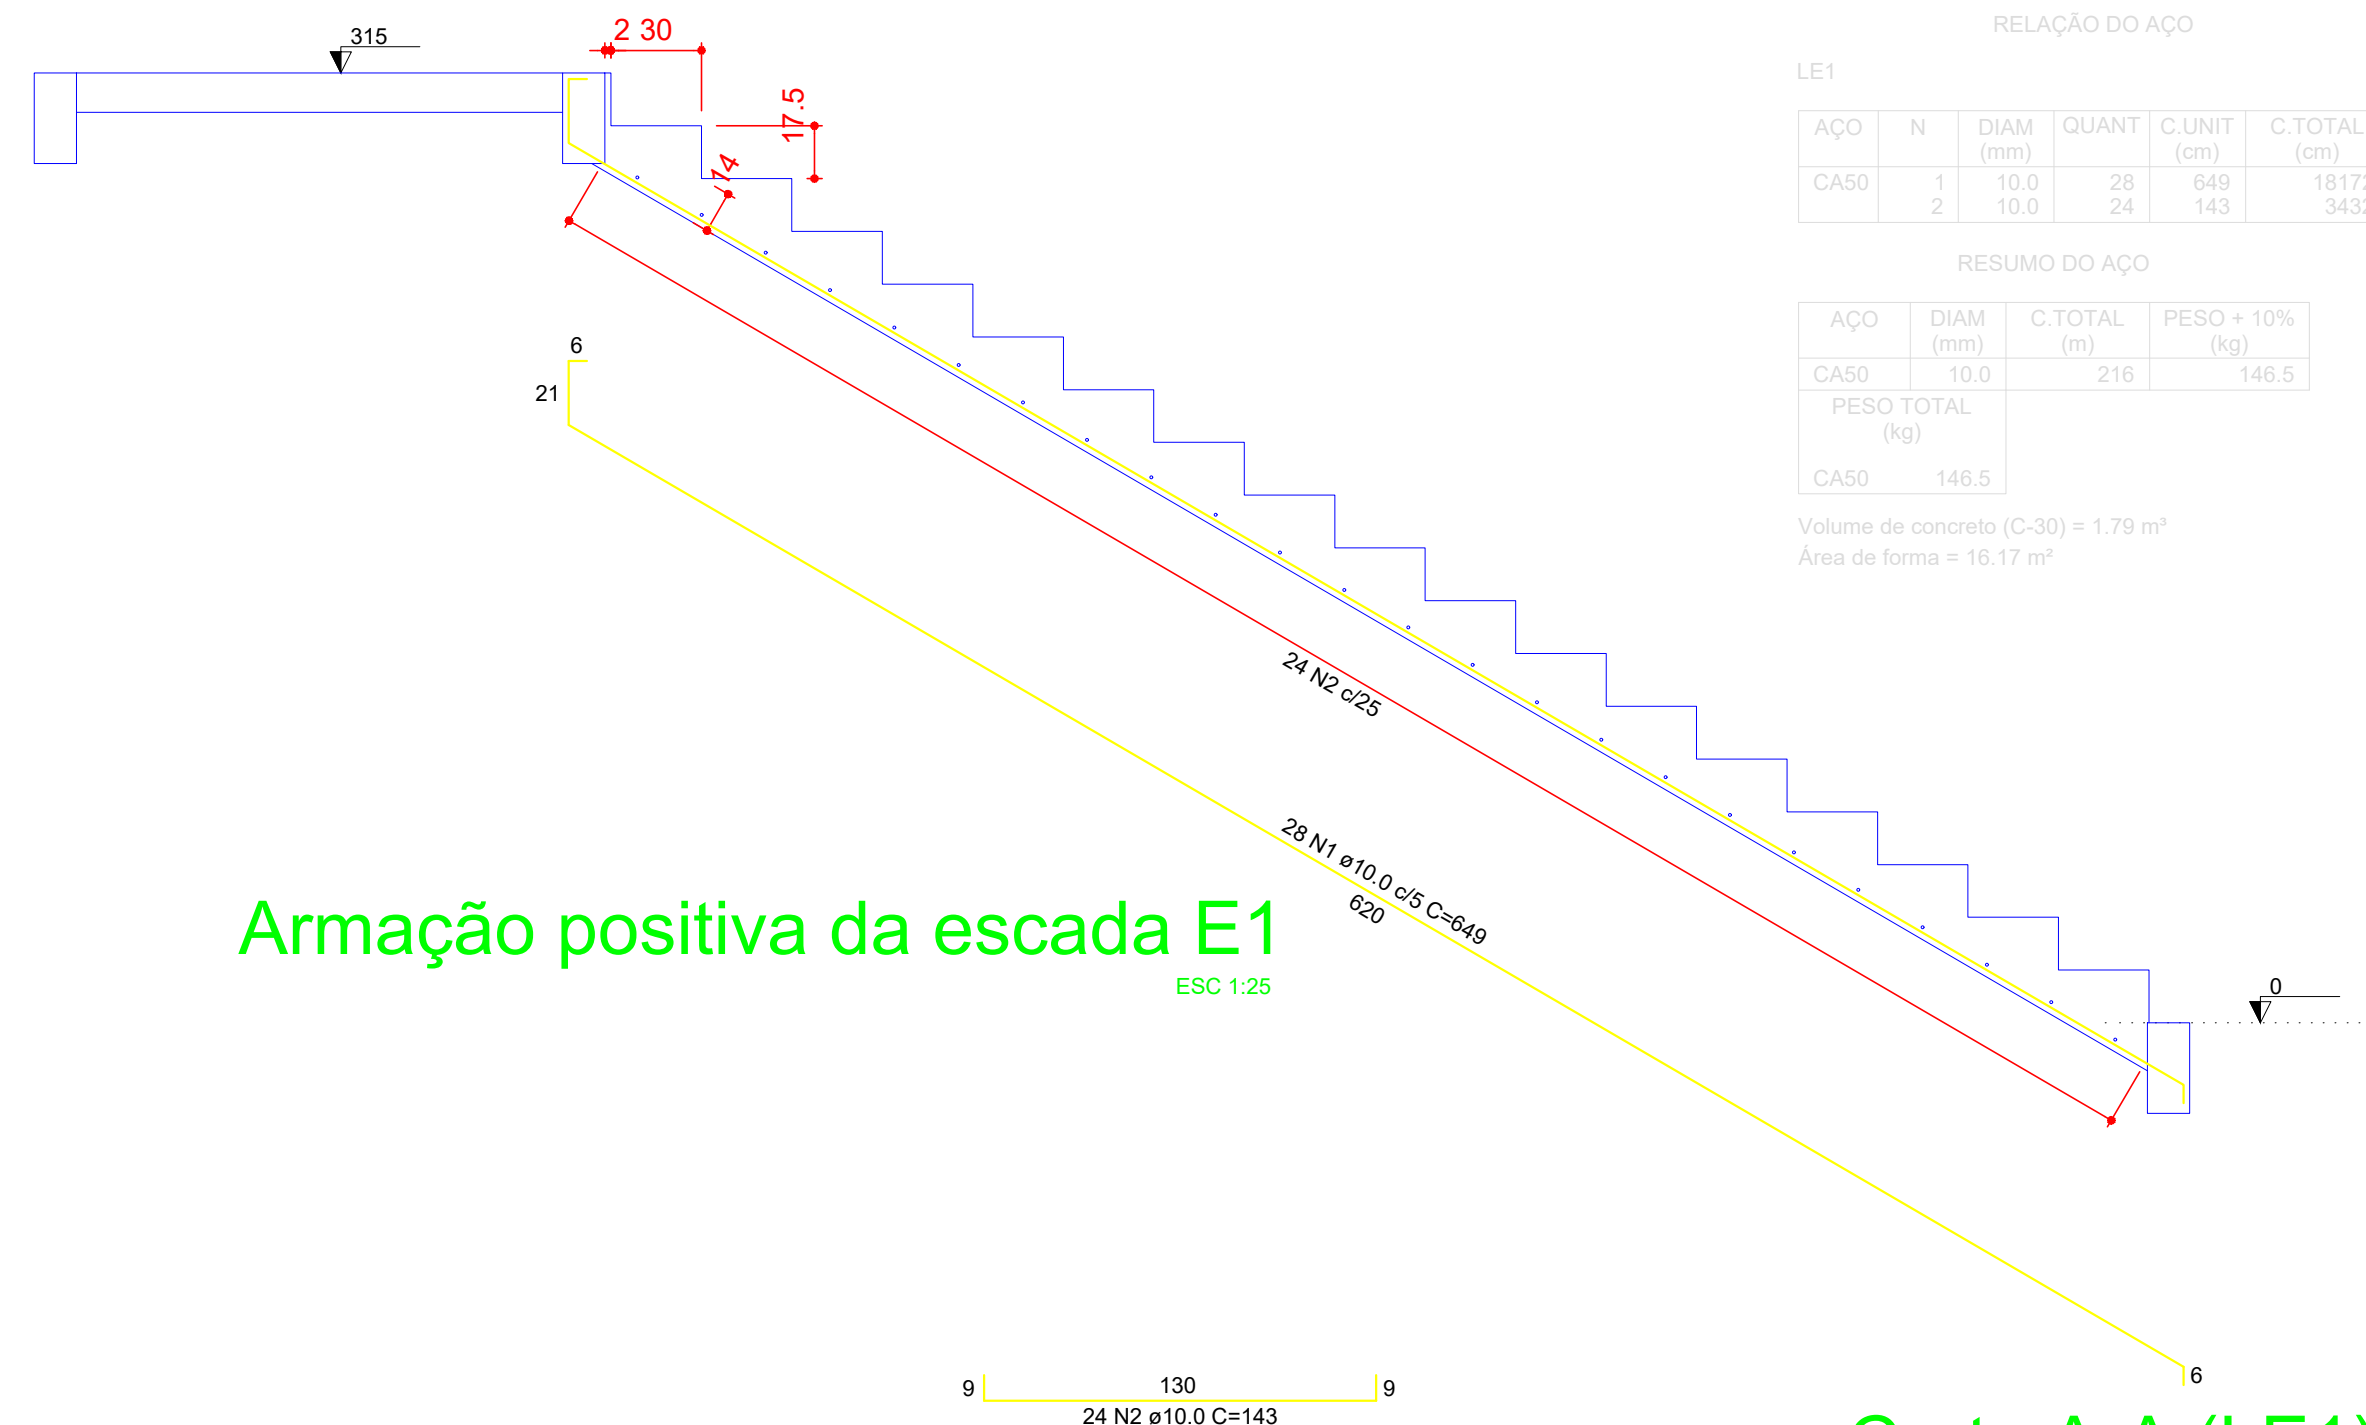 315
2 30
17.5
14
RELAÇÃO DO AÇO
LE1
AÇO N DIAM (mm) QUANT C.UNIT (cm) C.TOTAL (cm)
CA50 1 10.0 28 649 18172
2 10.0 24 143 3432
RESUMO DO AÇO
AÇO DIAM (mm) C.TOTAL (m) PESO + 10% (kg)
CA50 10.0 216 146.5
PESO TOTAL
(kg)
CA50 146.5
Volume de concreto (C-30) = 1.79 m³
Área de forma = 16.17 m²
6
21
24 N2 c/25
28 N1 ø10.0 c/5 C=649
620
Armação positiva da escada E1
ESC 1:25
0
6
9 130 9
24 N2 ø10.0 C=143